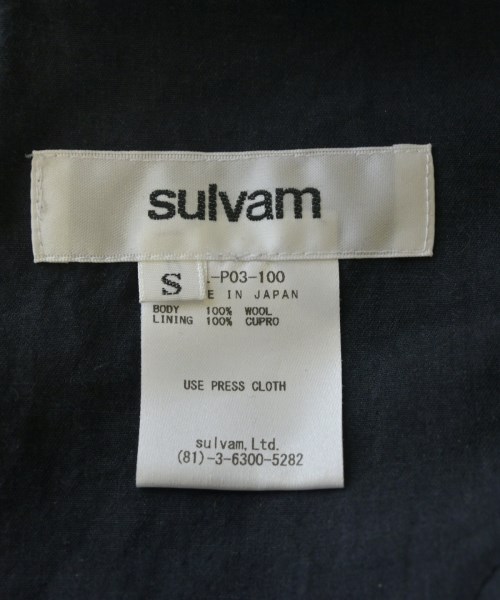 sulvam
S
-P03-100
E IN JAPAN
BODY 100% WOOL
LINING 100% CUPRO
USE PRESS CLOTH
sulvam,Ltd.
(81)-3-6300-5282